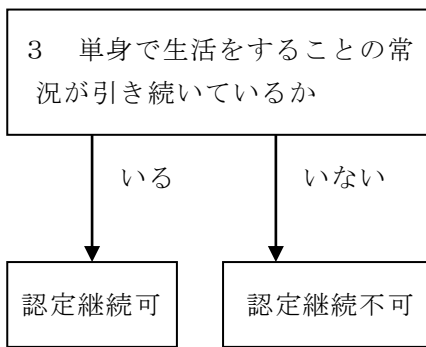 ３　単身で生活をすることの常
況が引き続いているか
いる
いない
認定継続可
認定継続不可